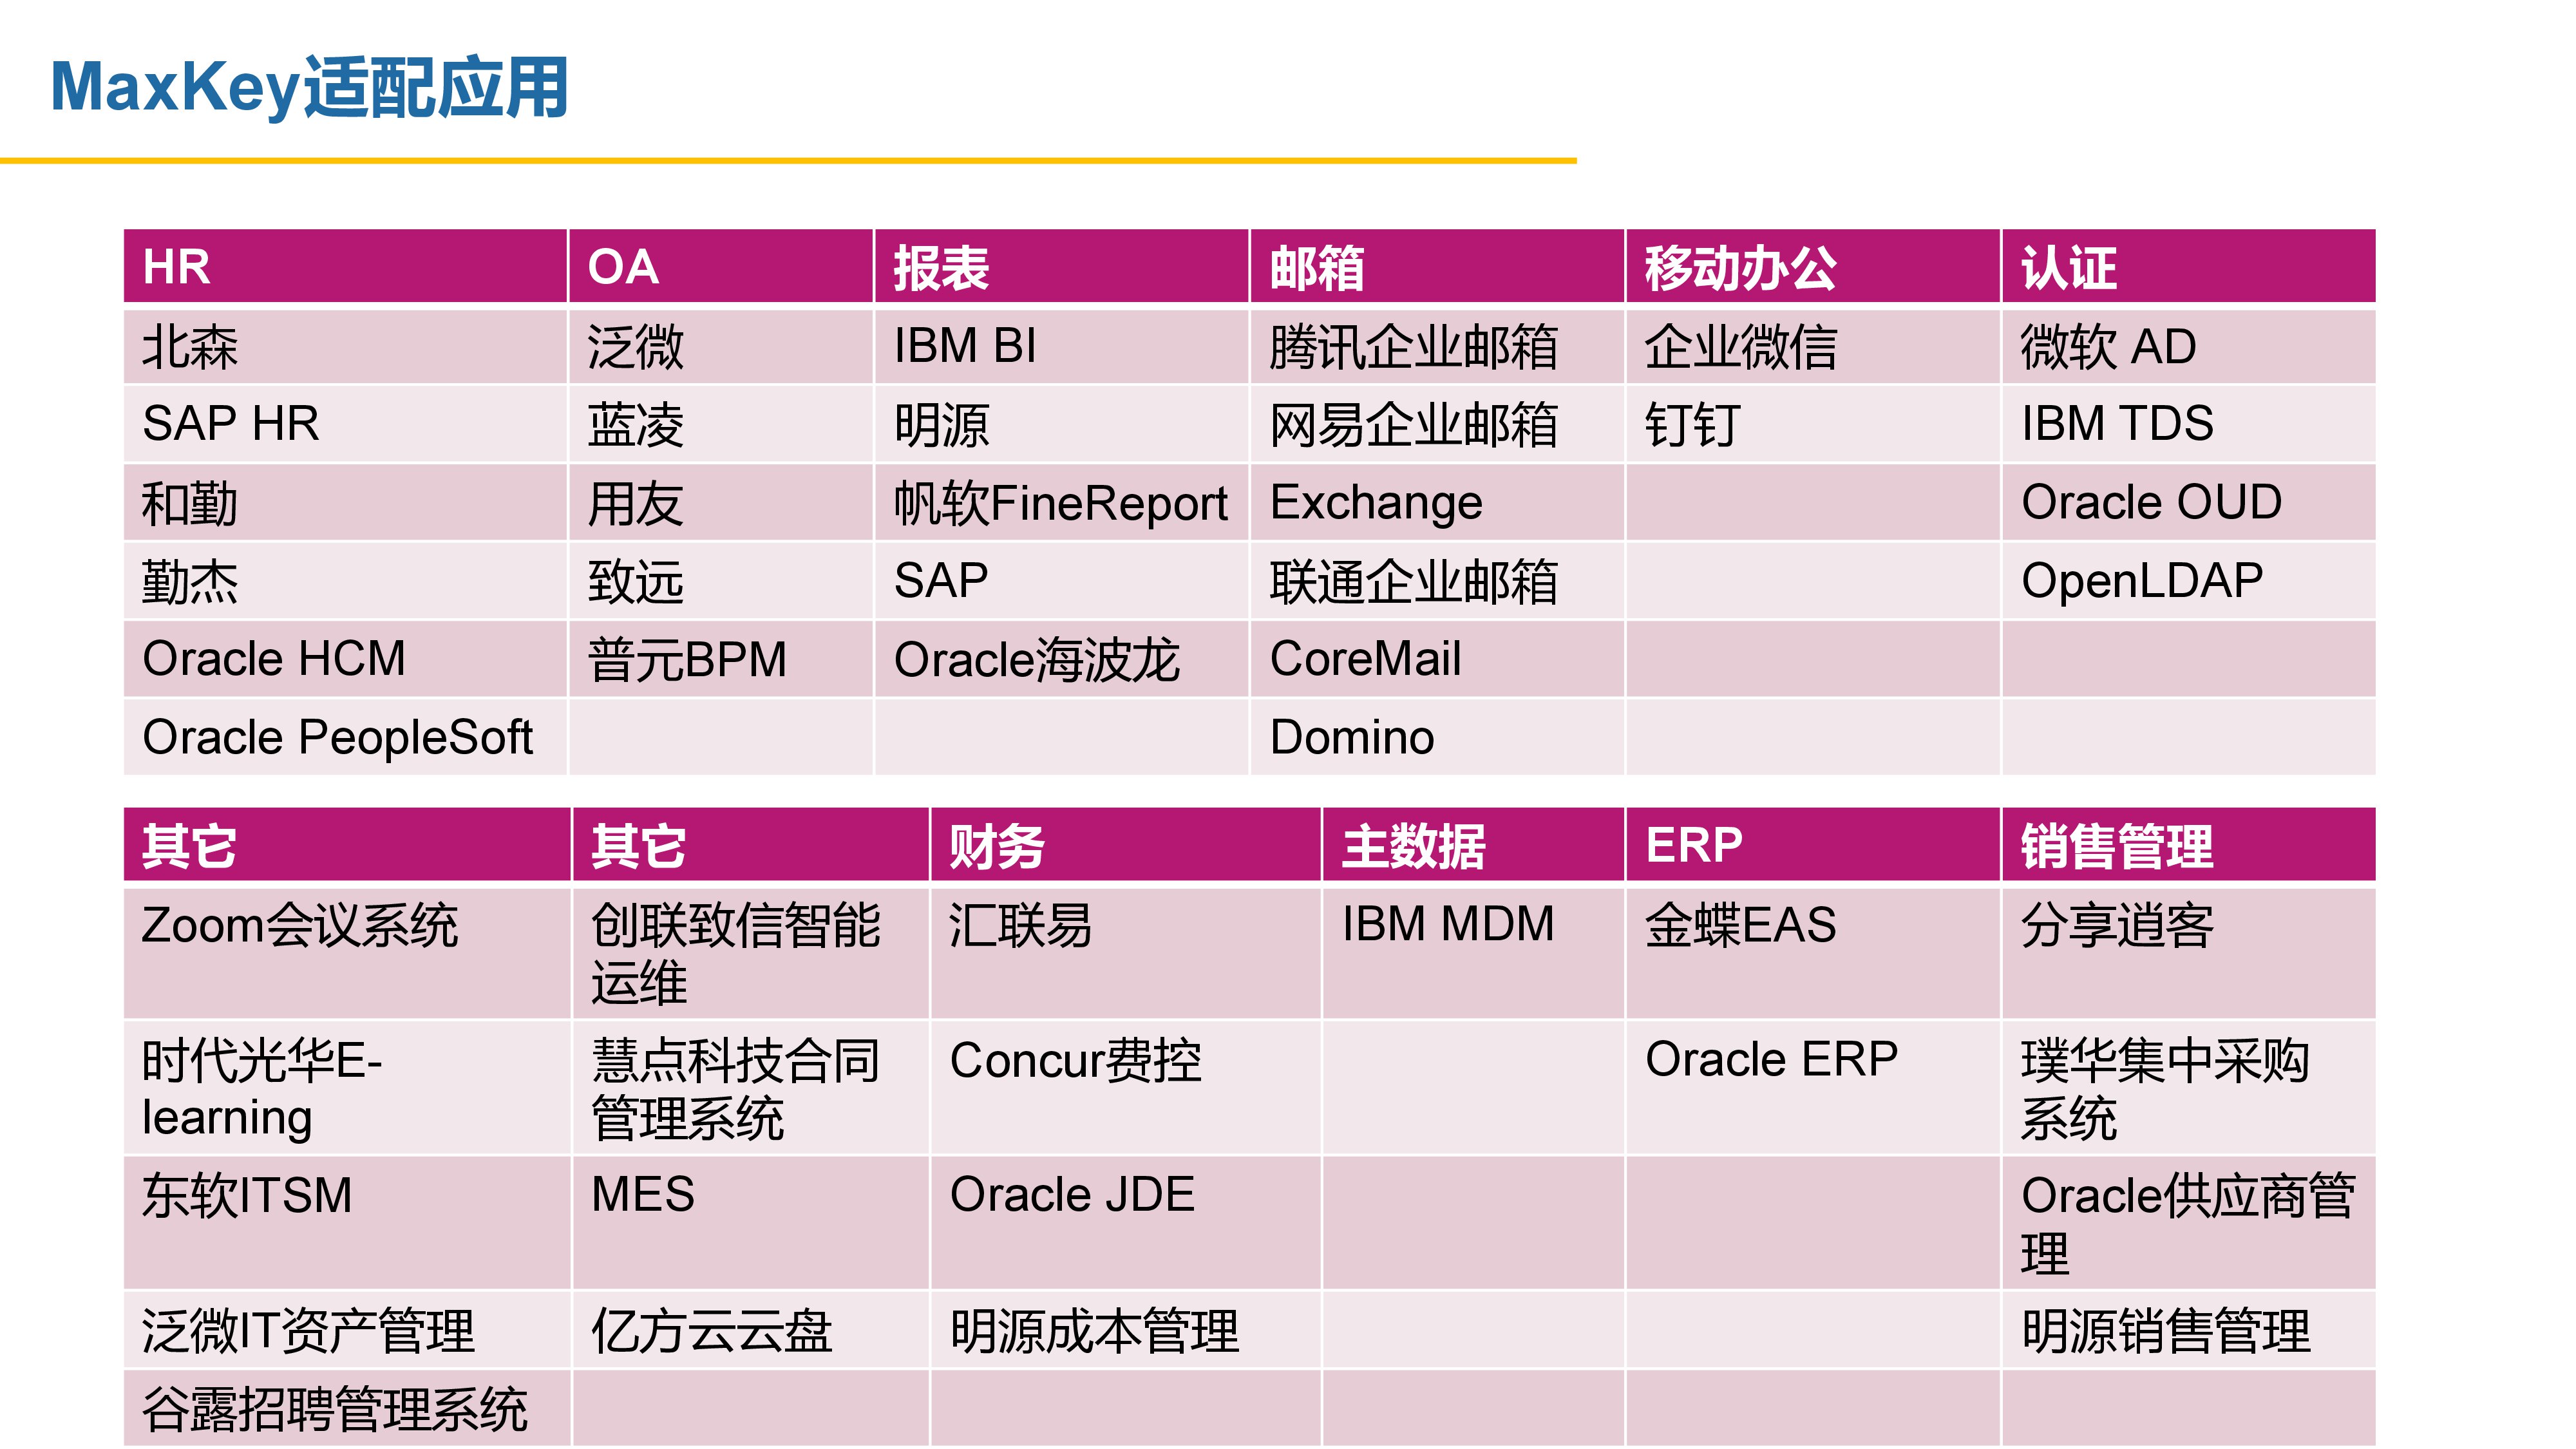 MaxKey适配应用
HR OA 报表 邮箱 移动办公 认证
北森 泛微 IBM BI 腾讯企业邮箱 企业微信 微软 AD
SAP HR 蓝凌 明源 网易企业邮箱 钉钉 IBM TDS
和勤 用友 帆软FineReport Exchange Oracle OUD
勤杰 致远 SAP 联通企业邮箱 OpenLDAP
Oracle HCM 普元BPM Oracle海波龙 CoreMail
Oracle PeopleSoft Domino
其它 其它 财务 主数据 ERP 销售管理
Zoom会议系统 创联致信智能 汇联易 IBM MDM 金蝶EAS 分享逍客
运维
时代光华E- 慧点科技合同 Concur费控 Oracle ERP 璞华集中采购
learning 管理系统 系统
东软ITSM MES Oracle JDE Oracle供应商管
理
泛微IT资产管理 亿方云云盘 明源成本管理 明源销售管理
谷露招聘管理系统